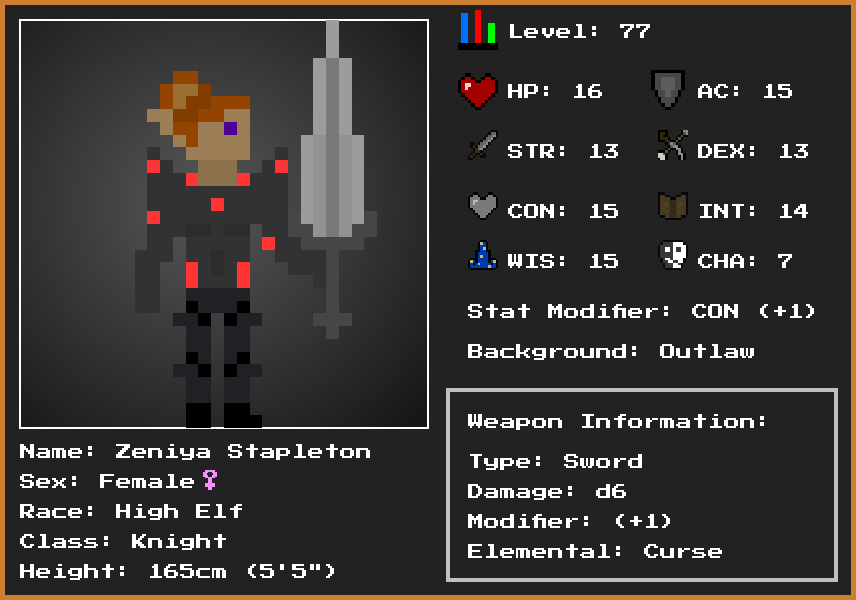 Level: 77
HP: 16
AC: 15
STR: 13
DEX: 13
CON: 15
INT: 14
WIS: 15
CHA: 7
Stat Modifier: CON (+1)
Background: Outlaw
Name: Zeniya Stapleton
Sex: Female♀
Race: High Elf
Class: Knight
Height: 165cm (5'5")
Weapon Information:
Type: Sword
Damage: d6
Modifier: (+1)
Elemental: Curse